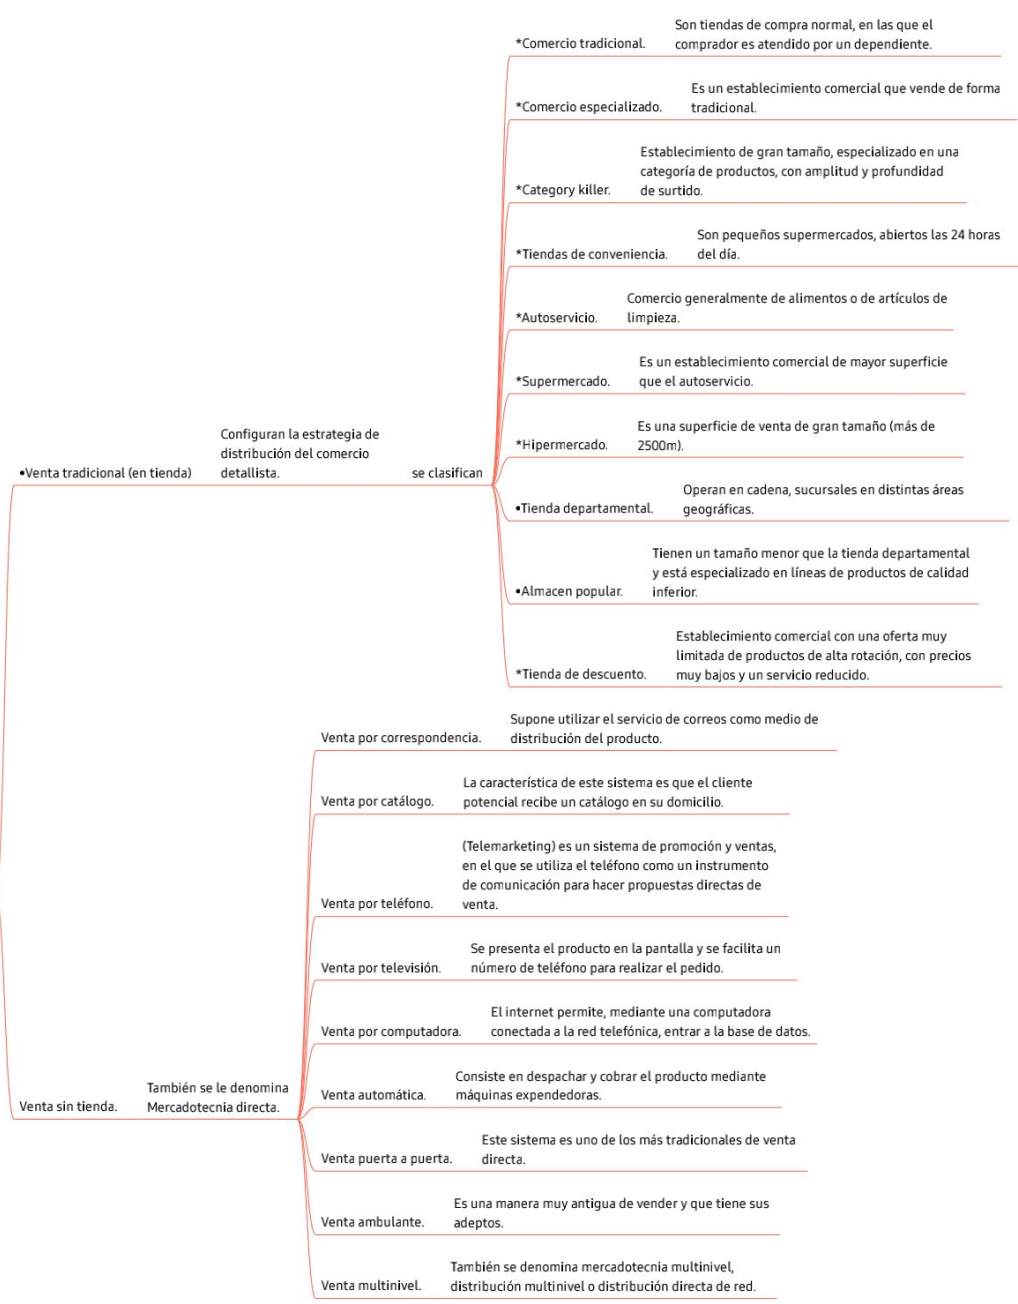 Son tiendas de compra normal, en las que el
*Comercio tradicional. comprador es atendido por un dependiente.
Es un establecimiento comercial que vende de forma
*Comercio especializado. tradicional.
Establecimiento de gran tamaño, especializado en una
categoría de productos, con amplitud y profundidad
*Category killer. de surtido.
Son pequeños supermercados, abiertos las 24 horas
*Tiendas de conveniencia. del día.
Comercio generalmente de alimentos o de artículos de
*Autoservicio. limpieza.
Es un establecimiento comercial de mayor superficie
*Supermercado. que el autoservicio.
Es una superficie de venta de gran tamaño (más de
*Hipermercado. 2500m).
Configuran la estrategia de
distribución del comercio
•Venta tradicional (en tienda) detallista. se clasifican
Operan en cadena, sucursales en distintas áreas
•Tienda departamental. geográficas.
Tienen un tamaño menor que la tienda departamental
y está especializado en líneas de productos de calidad
•Almacen popular. inferior.
Establecimiento comercial con una oferta muy
limitada de productos de alta rotación, con precios
*Tienda de descuento. muy bajos y un servicio reducido.
Supone utilizar el servicio de correos como medio de
Venta por correspondencia. distribución del producto.
La característica de este sistema es que el cliente
Venta por catálogo. potencial recibe un catálogo en su domicilio.
(Telemarketing) es un sistema de promoción y ventas,
en el que se utiliza el teléfono como un instrumento
de comunicación para hacer propuestas directas de
Venta por teléfono. venta.
Se presenta el producto en la pantalla y se facilita un
Venta por televisión. número de teléfono para realizar el pedido.
El internet permite, mediante una computadora
Venta por computadora. conectada a la red telefónica, entrar a la base de datos.
También se le denomina
Venta sin tienda. Mercadotecnia directa.
Consiste en despachar y cobrar el producto mediante
Venta automática. máquinas expendedoras.
Este sistema es uno de los más tradicionales de venta
Venta puerta a puerta. directa.
Es una manera muy antigua de vender y que tiene sus
Venta ambulante. adeptos.
También se denomina mercadotecnia multinivel,
Venta multinivel. distribución multinivel o distribución directa de red.